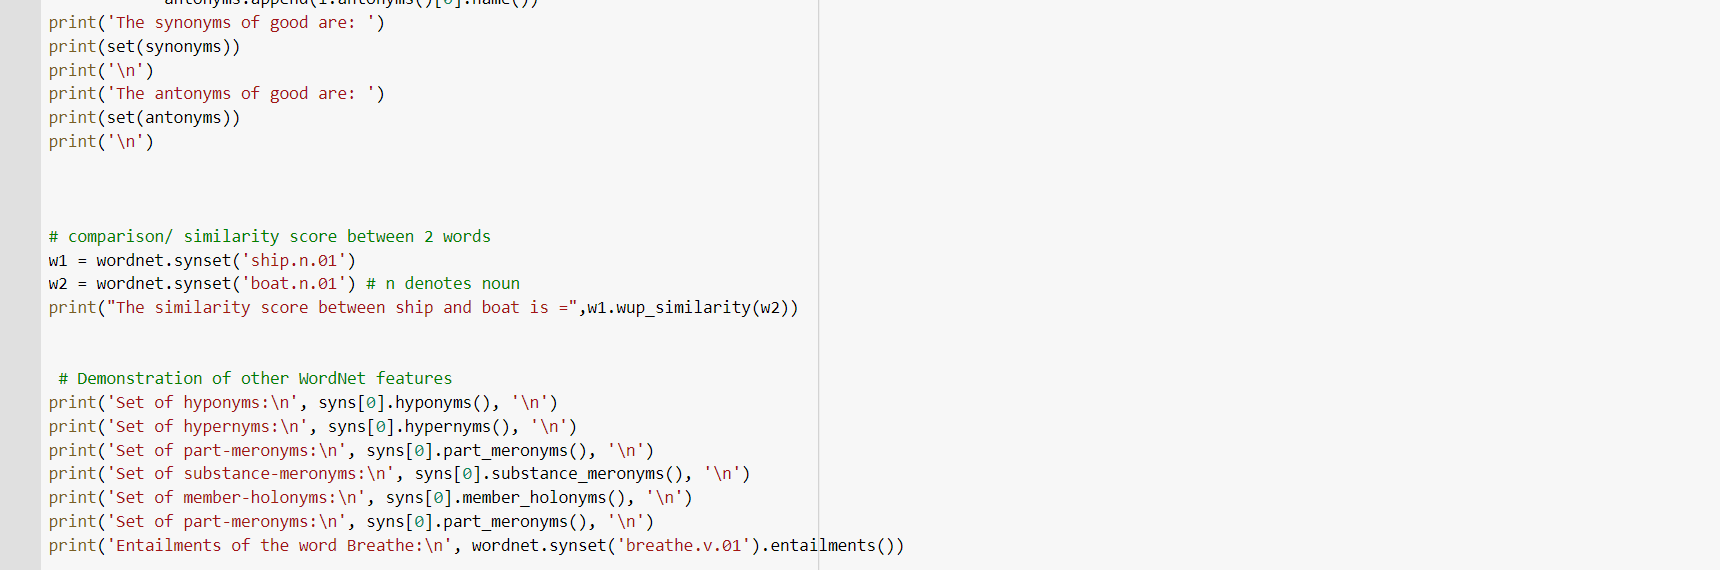 antonyms.append(l.antonyms()[0].name())
print('The synonyms of good are: ')
print(set(synonyms))
print('\n')
print('The antonyms of good are: ')
print(set(antonyms))
print('\n')
# comparison/ similarity score between 2 words
w1 = wordnet.synset('ship.n.01')
w2 = wordnet.synset('boat.n.01') # n denotes noun
print("The similarity score between ship and boat is =",w1.wup_similarity(w2))
# Demonstration of other WordNet features
print('Set of hyponyms:\n', syns[0].hyponyms(), '\n')
print('Set of hypernyms:\n', syns[0].hypernyms(), '\n')
print('Set of part-meronyms:\n', syns[0].part_meronyms(), '\n')
print('Set of substance-meronyms:\n', syns[0].substance_meronyms(), '\n')
print('Set of member-holonyms:\n', syns[0].member_holonyms(), '\n')
print('Set of part-meronyms:\n', syns[0].part_meronyms(), '\n')
print('Entailments of the word Breathe:\n', wordnet.synset('breathe.v.01').entailments())